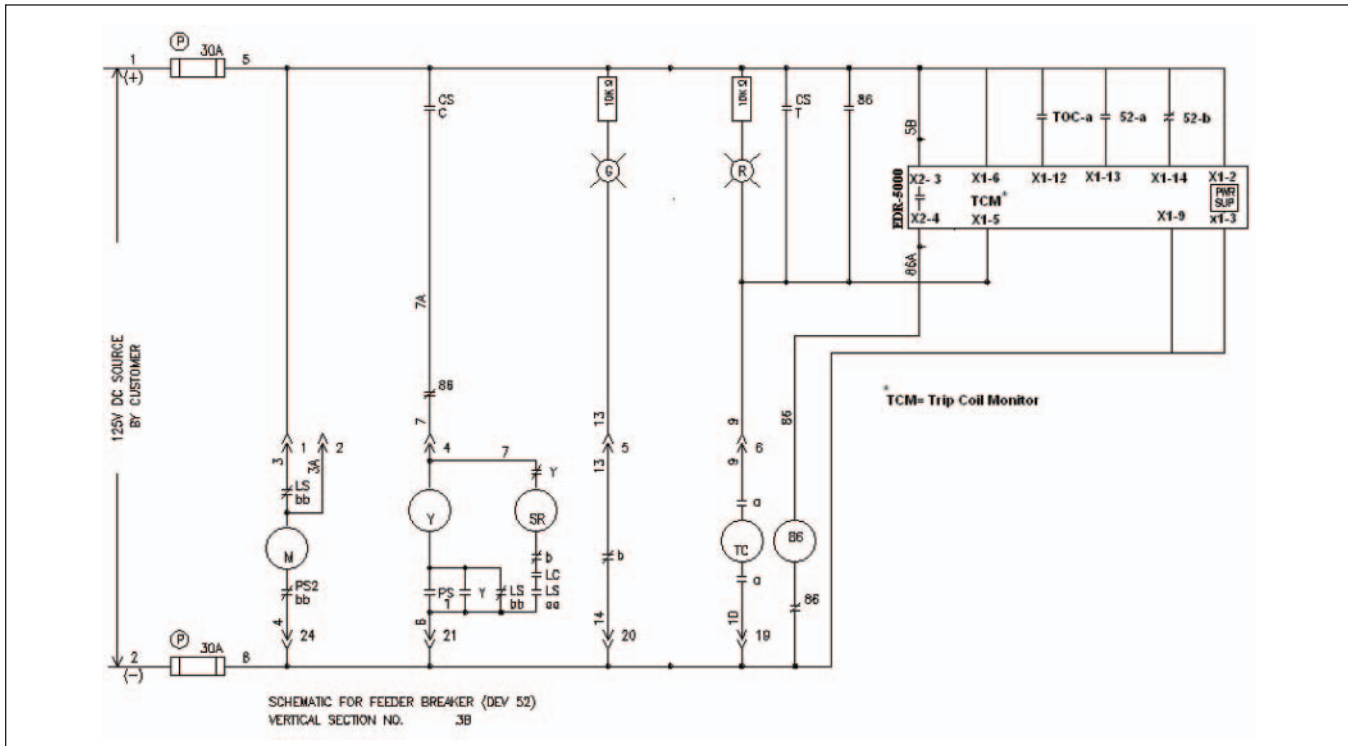 P
30A
5
1
(+)
125V DC SOURCE
BY CUSTOMER
CS
C
7A
86
7
10K Ω
G
10K Ω
R
CS
T
86
5B
TOC-a
52-a
52-b
EDR-5000
X2- 3
X1-6
X1-12
X1-13
X1-14
X1-2
TCM*
PWR
SUP
X2-4
X1-5
X1-9
x1-3
86A
*TCM= Trip Coil Monitor
3
1
3A
2
4
7
13
5
13
9
6
9
86
LS
bb
M
PS2
bb
4
24
Y
Y
SR
b
LC
LS
aa
PS
1
Y
LS
bb
6
21
b
14
20
a
TC
a
10
19
86
86
P
30A
8
2
(-)
SCHEMATIC FOR FEEDER BREAKER (DEV 52)
VERTICAL SECTION NO. 3B